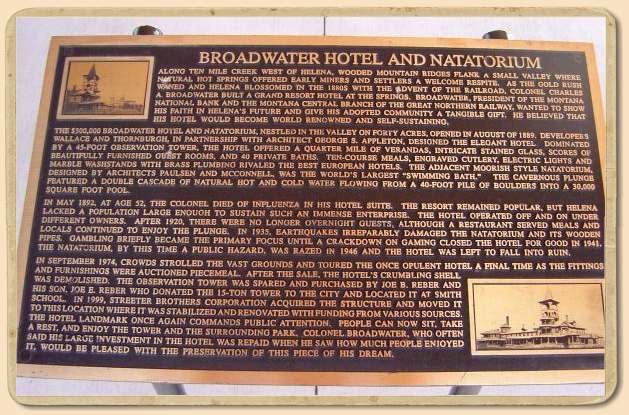 BROADWATER HOTEL AND NATATORIUM
ALONG TEN MILE CREEK WEST OF HELENA, WOODED MOUNTAIN RIDGES FLANK A SMALL VALLEY WHERE
NATURAL HOT SPRINGS OFFERED EARLY MINERS AND SETTLERS A WELCOME RESPITE. AS THE GOLD RUSH
WANED AND HELENA BLOSSOMED IN THE 1880S WITH THE ADVENT OF THE RAILROAD, COLONEL CHARLES
A BROADWATER BUILT A GRAND RESORT HOTEL AT THE SPRINGS. BROADWATER, PRESIDENT OF THE MONTANA
NATIONAL BANK AND THE MONTANA CENTRAL BRANCH OF THE GREAT NORTHERN RAILWAY, WANTED TO SHOW
HIS FAITH IN HELENA'S FUTURE AND GIVE HIS ADOPTED COMMUNITY A TANGIBLE GIFT. HE BELIEVED THAT
HIS HOTEL WOULD BECOME WORLD RENOWNED AND SELF-SUSTAINING.
THE $500,000 BROADWATER HOTEL AND NATATORIUM, NESTLED IN THE VALLEY ON FORTY ACRES, OPENED IN AUGUST OF 1889. DEVELOPERS
WALLACE AND THORNBURGH, IN PARTNERSHIP WITH ARCHITECT GEORGE S. APPLETON, DESIGNED THE ELEGANT HOTEL DOMINATED
BY A 45-FOOT OBSERVATION TOWER, THE HOTEL OFFERED A QUARTER MILE OF VERANDAS, INTRICATE STAINED GLASS, SCORES OF
BEAUTIFULLY FURNISHED GUEST ROOMS, AND 40 PRIVATE BATHS, TEN-COURSE MEALS, ENGRAVED CUTLERY, ELECTRIC LIGHTS AND
MARBLE WASHSTANDS WITH BRASS PLUMBING RIVALED THE BEST EUROPEAN HOTELS. THE ADJACENT MOORISH STYLE NATATORIUM,
DESIGNED BY ARCHITECTS PAULSEN AND MCCONNELL, WAS THE WORLD'S LARGEST "SWIMMING BATH." THE CAVERNOUS PLUNGE
FEATURED A DOUBLE CASCADE OF NATURAL HOT AND COLD WATER FLOWING FROM A 40-FOOT PILE OF BOULDERS INTO A 30,000
SQUARE FOOT POOL.
IN MAY 1892, AT AGE 52, THE COLONEL DIED OF INFLUENZA IN HIS HOTEL SUITE. THE RESORT REMAINED POPULAR, BUT HELENA
LACKED A POPULATION LARGE ENOUGH TO SUSTAIN SUCH AN IMMENSE ENTERPRISE. THE HOTEL OPERATED OFF AND ON UNDER
DIFFERENT OWNERS. AFTER 1920, THERE WERE NO LONGER OVERNIGHT GUESTS, ALTHOUGH A RESTAURANT SERVED MEALS AND
LOCALS CONTINUED TO ENJOY THE PLUNGE. IN 1935, EARTHQUAKES IRREPARABLY DAMAGED THE NATATORIUM AND ITS WOODEN
PIPES. GAMBLING BRIEFLY BECAME THE PRIMARY FOCUS UNTIL A CRACKDOWN ON GAMING CLOSED THE HOTEL FOR GOOD IN 1941.
THE NATATORIUM, BY THIS TIME A PUBLIC HAZARD, WAS RAZED IN 1946 AND THE HOTEL WAS LEFT TO FALL INTO RUIN.
IN SEPTEMBER 1974, CROWDS STROLLED THE VAST GROUNDS AND TOURED THE ONCE OPULENT HOTEL A FINAL TIME AS THE FITTINGS
AND FURNISHINGS WERE AUCTIONED PIECEMEAL. AFTER THE SALE, THE HOTEL'S CRUMBLING SHELL
WAS DEMOLISHED. THE OBSERVATION TOWER WAS SPARED AND PURCHASED BY JOE B. REBER AND
HIS SON, JOE E. REBER WHO DONATED THE 15-TON TOWER TO THE CITY AND LOCATED IT AT SMITH
SCHOOL. IN 1999, STREETER BROTHERS CORPORATION ACQUIRED THE STRUCTURE AND MOVED IT
TO THIS LOCATION WHERE IT WAS STABILIZED AND RENOVATED WITH FUNDING FROM VARIOUS SOURCES.
THE HOTEL LANDMARK ONCE AGAIN COMMANDS PUBLIC ATTENTION. PEOPLE CAN NOW SIT, TAKE
A REST, AND ENJOY THE TOWER AND THE SURROUNDING PARK. COLONEL BROADWATER, WHO OFTEN
SAID HIS LARGE INVESTMENT IN THE HOTEL WAS REPAID WHEN HE SAW HOW MUCH PEOPLE ENJOYED
IT, WOULD BE PLEASED WITH THE PRESERVATION OF THIS PIECE OF HIS DREAM.